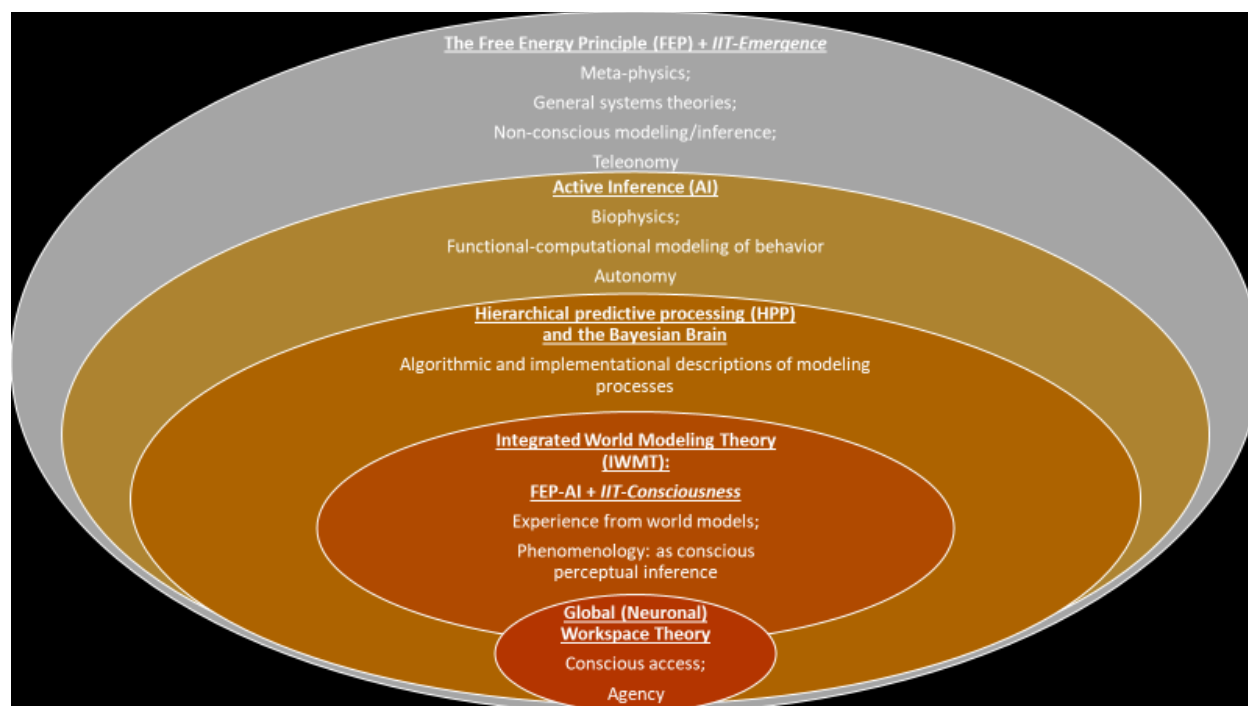 The Free Energy Principle (FEP) + IIT-Emergence
Meta-physics;
General systems theories;
Non-conscious modeling/inference;
Teleonomy
Active Inference (AI)
Biophysics;
Functional-computational modeling of behavior
Autonomy
Hierarchical predictive processing (HPP)
and the Bayesian Brain
Algorithmic and implementational descriptions of modeling
processes
Integrated World Modeling Theory
(IWMT):
FEP-AI + IIT-Consciousness
Experience from world models;
Phenomenology: as conscious
perceptual inference
Global (Neuronal)
Workspace Theory
Conscious access;
Agency